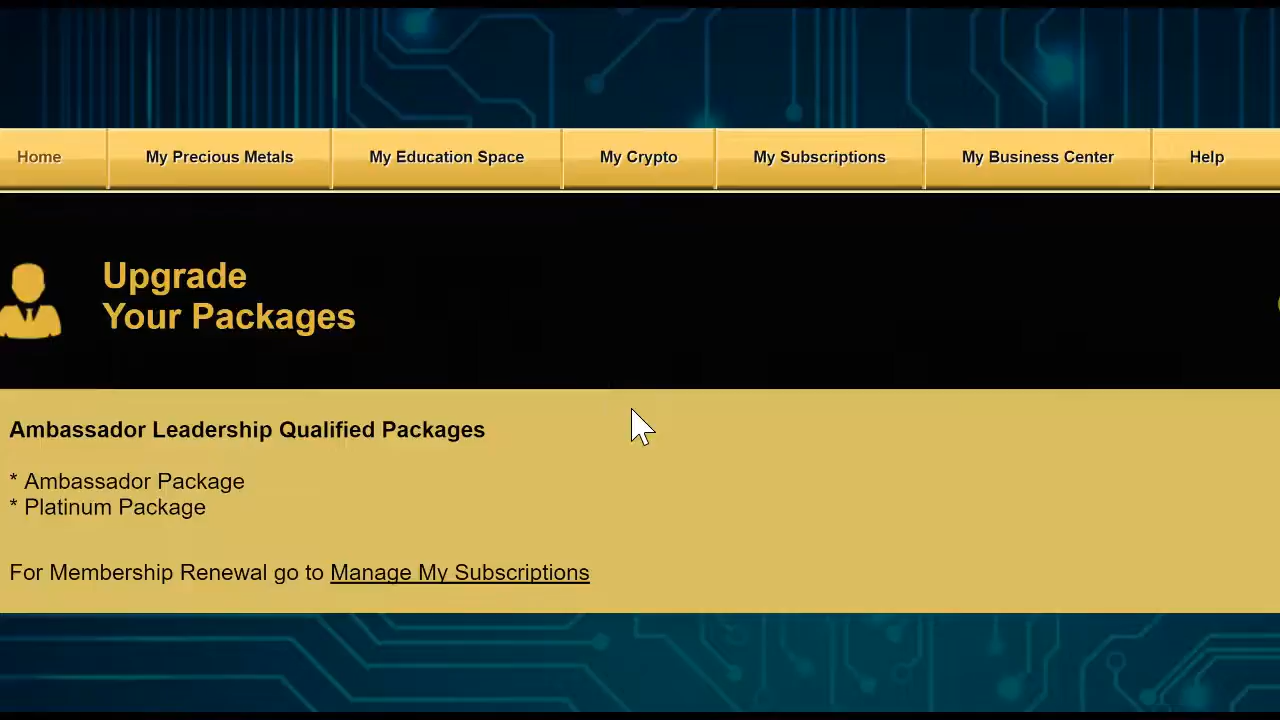 Home My Precious Metals My Education Space My Crypto My Subscriptions My Business Center Help
Upgrade
Your Packages
Ambassador Leadership Qualified Packages
* Ambassador Package
* Platinum Package
For Membership Renewal go to Manage My Subscriptions